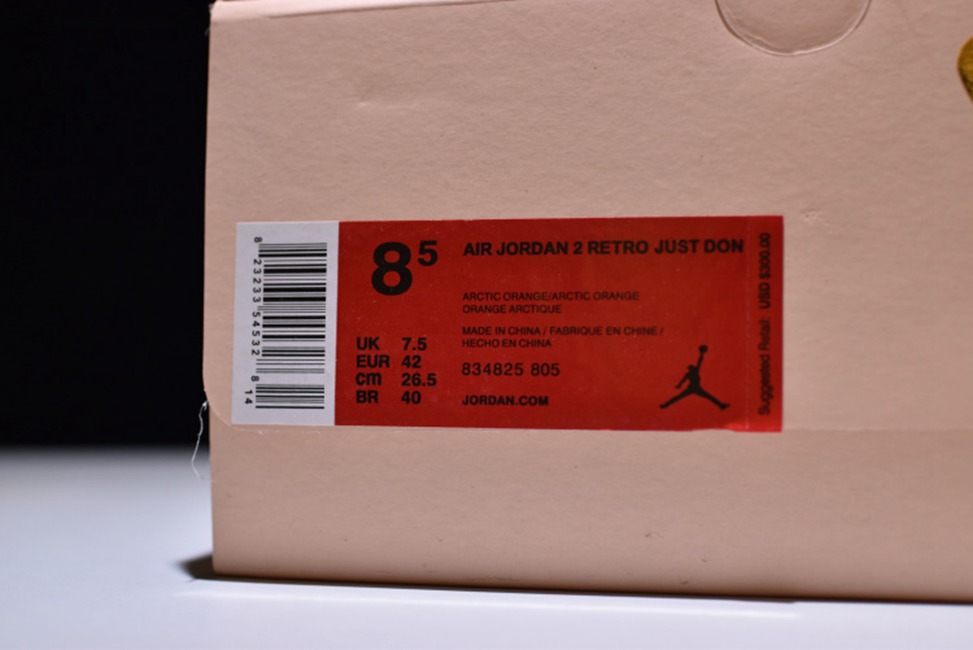 8 23233 54532 8
14
8⁵
UK 7.5
EUR 42
cm 26.5
BR 40
AIR JORDAN 2 RETRO JUST DON
ARCTIC ORANGE/ARCTIC ORANGE
ORANGE ARCTIQUE
MADE IN CHINA / FABRIQUE EN CHINE /
HECHO EN CHINA
834825 805
JORDAN.COM
Suggested Retail: USD $300.00